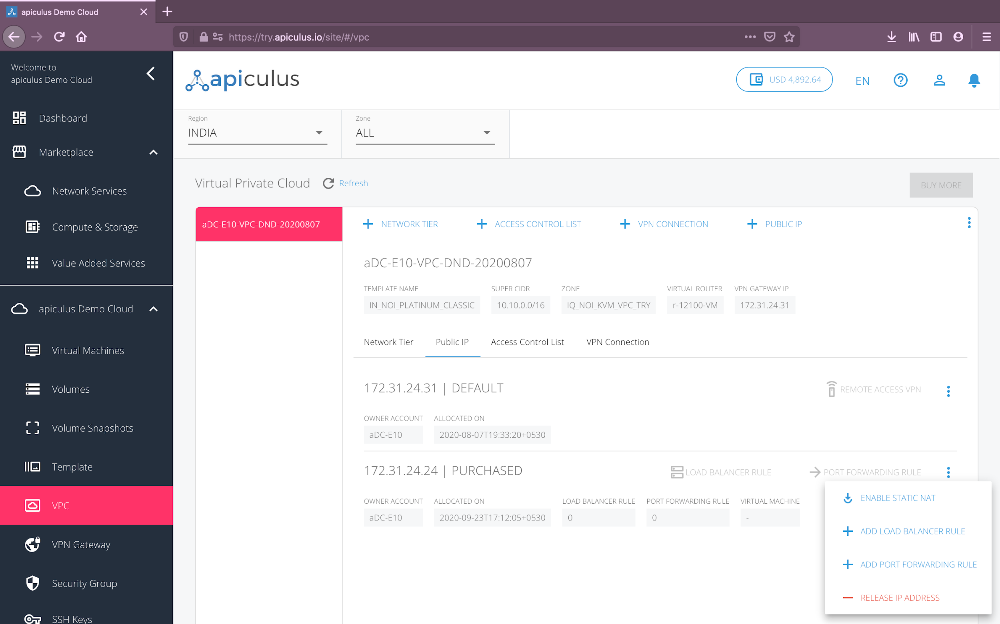 apiculus Demo Cloud
https://try.apiculus.io/site/#/vpc
Welcome to
apiculus Demo Cloud
Dashboard
Marketplace
Network Services
Compute & Storage
Value Added Services
apiculus Demo Cloud
Virtual Machines
Volumes
Volume Snapshots
Template
VPC
VPN Gateway
Security Group
SSH Keys
apiculus
USD 4,892.64
EN
Region
INDIA
Zone
ALL
Virtual Private Cloud
Refresh
BUY MORE
aDC-E10-VPC-DND-20200807
NETWORK TIER ACCESS CONTROL LIST VPN CONNECTION PUBLIC IP
aDC-E10-VPC-DND-20200807
TEMPLATE NAME SUPER CIDR ZONE VIRTUAL ROUTER VPN GATEWAY IP
IN_NOI_PLATINUM_CLASSIC 10.10.0.0/16 IQ_NOI_KVM_VPC_TRY r-12100-VM 172.31.24.31
Network Tier Public IP Access Control List VPN Connection
172.31.24.31 | DEFAULT
REMOTE ACCESS VPN
OWNER ACCOUNT ALLOCATED ON
aDC-E10 2020-08-07T19:33:20+0530
172.31.24.24 | PURCHASED
LOAD BALANCER RULE PORT FORWARDING RULE
OWNER ACCOUNT ALLOCATED ON LOAD BALANCER RULE PORT FORWARDING RULE VIRTUAL MACHINE
aDC-E10 2020-09-23T17:12:05+0530 0 0 -
ENABLE STATIC NAT
ADD LOAD BALANCER RULE
ADD PORT FORWARDING RULE
RELEASE IP ADDRESS